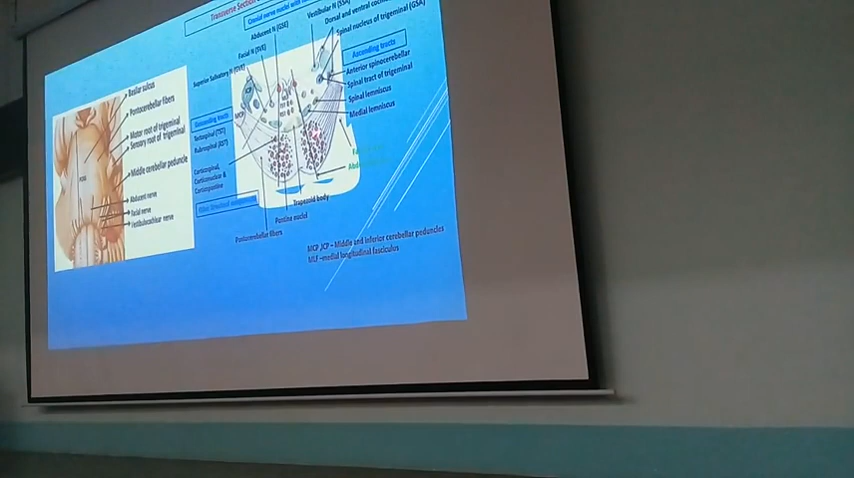 Transverse Section
Cranial nerve nuclei with
Vestibular N (SSA)
Dorsal and ventral
Spinal nucleus of trigeminal (GSA)
Abducent N (GSE)
Facial N (SVE)
Superior Salivatory N (GVE)
Ascending tracts
Anterior spinocerebellar
Spinal tract of trigeminal
Spinal lemniscus
Medial lemniscus
MCP
Descending tracts
Tectospinal (TST)
Rubrospinal (RST)
Corticospinal,
Corticonuclear &
Corticopontine
Trapezoid body
Pontine nuclei
Pontocerebellar fibers
MCP ,ICP – Middle and inferior cerebellar peduncles
MLF –medial longitudinal fasciculus
Basilar sulcus
Pontocerebellar fibers
Motor root of trigeminal
Sensory root of trigeminal
Middle cerebellar peduncle
PONS
Abducent nerve
Facial nerve
Vestibulocochlear nerve